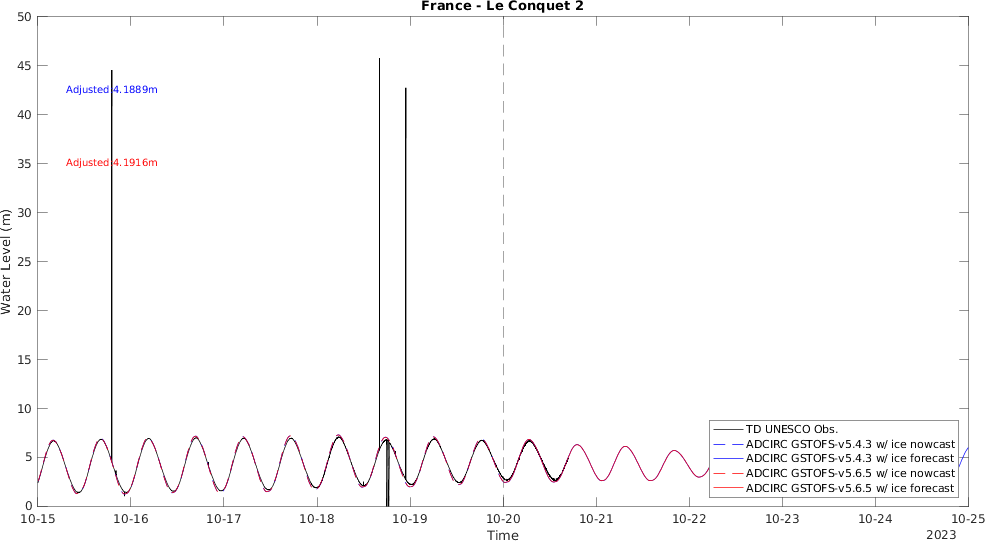 France - Le Conquet 2
50
45
40
35
30
25
20
15
10
5
0
Water Level (m)
Adjusted 4.1889m
Adjusted 4.1916m
TD UNESCO Obs.
ADCIRC GSTOFS-v5.4.3 w/ ice nowcast
ADCIRC GSTOFS-v5.4.3 w/ ice forecast
ADCIRC GSTOFS-v5.6.5 w/ ice nowcast
ADCIRC GSTOFS-v5.6.5 w/ ice forecast
10-15 10-16 10-17 10-18 10-19 10-20 10-21 10-22 10-23 10-24 10-25
Time
2023